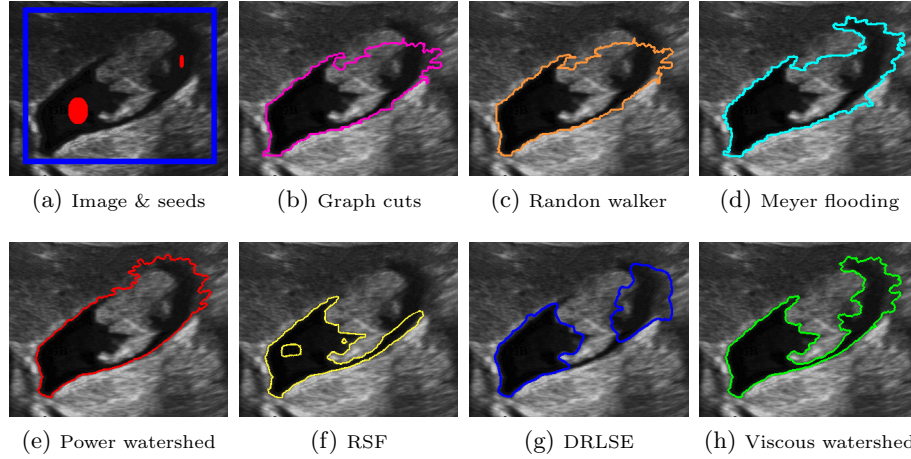 (a) Image & seeds
(b) Graph cuts
(c) Randon walker
(d) Meyer flooding
(e) Power watershed
(f) RSF
(g) DRLSE
(h) Viscous watershed